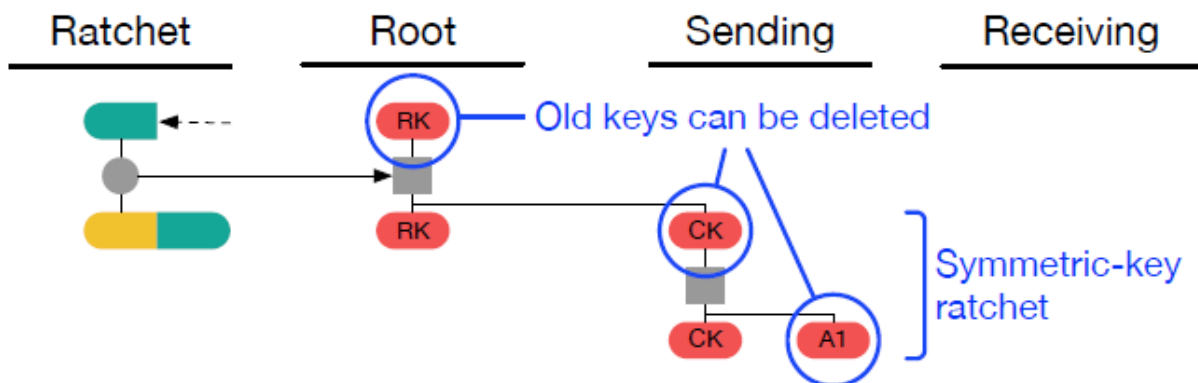 Ratchet Root Sending Receiving
RK Old keys can be deleted
RK CK
Symmetric-key
ratchet
CK A1